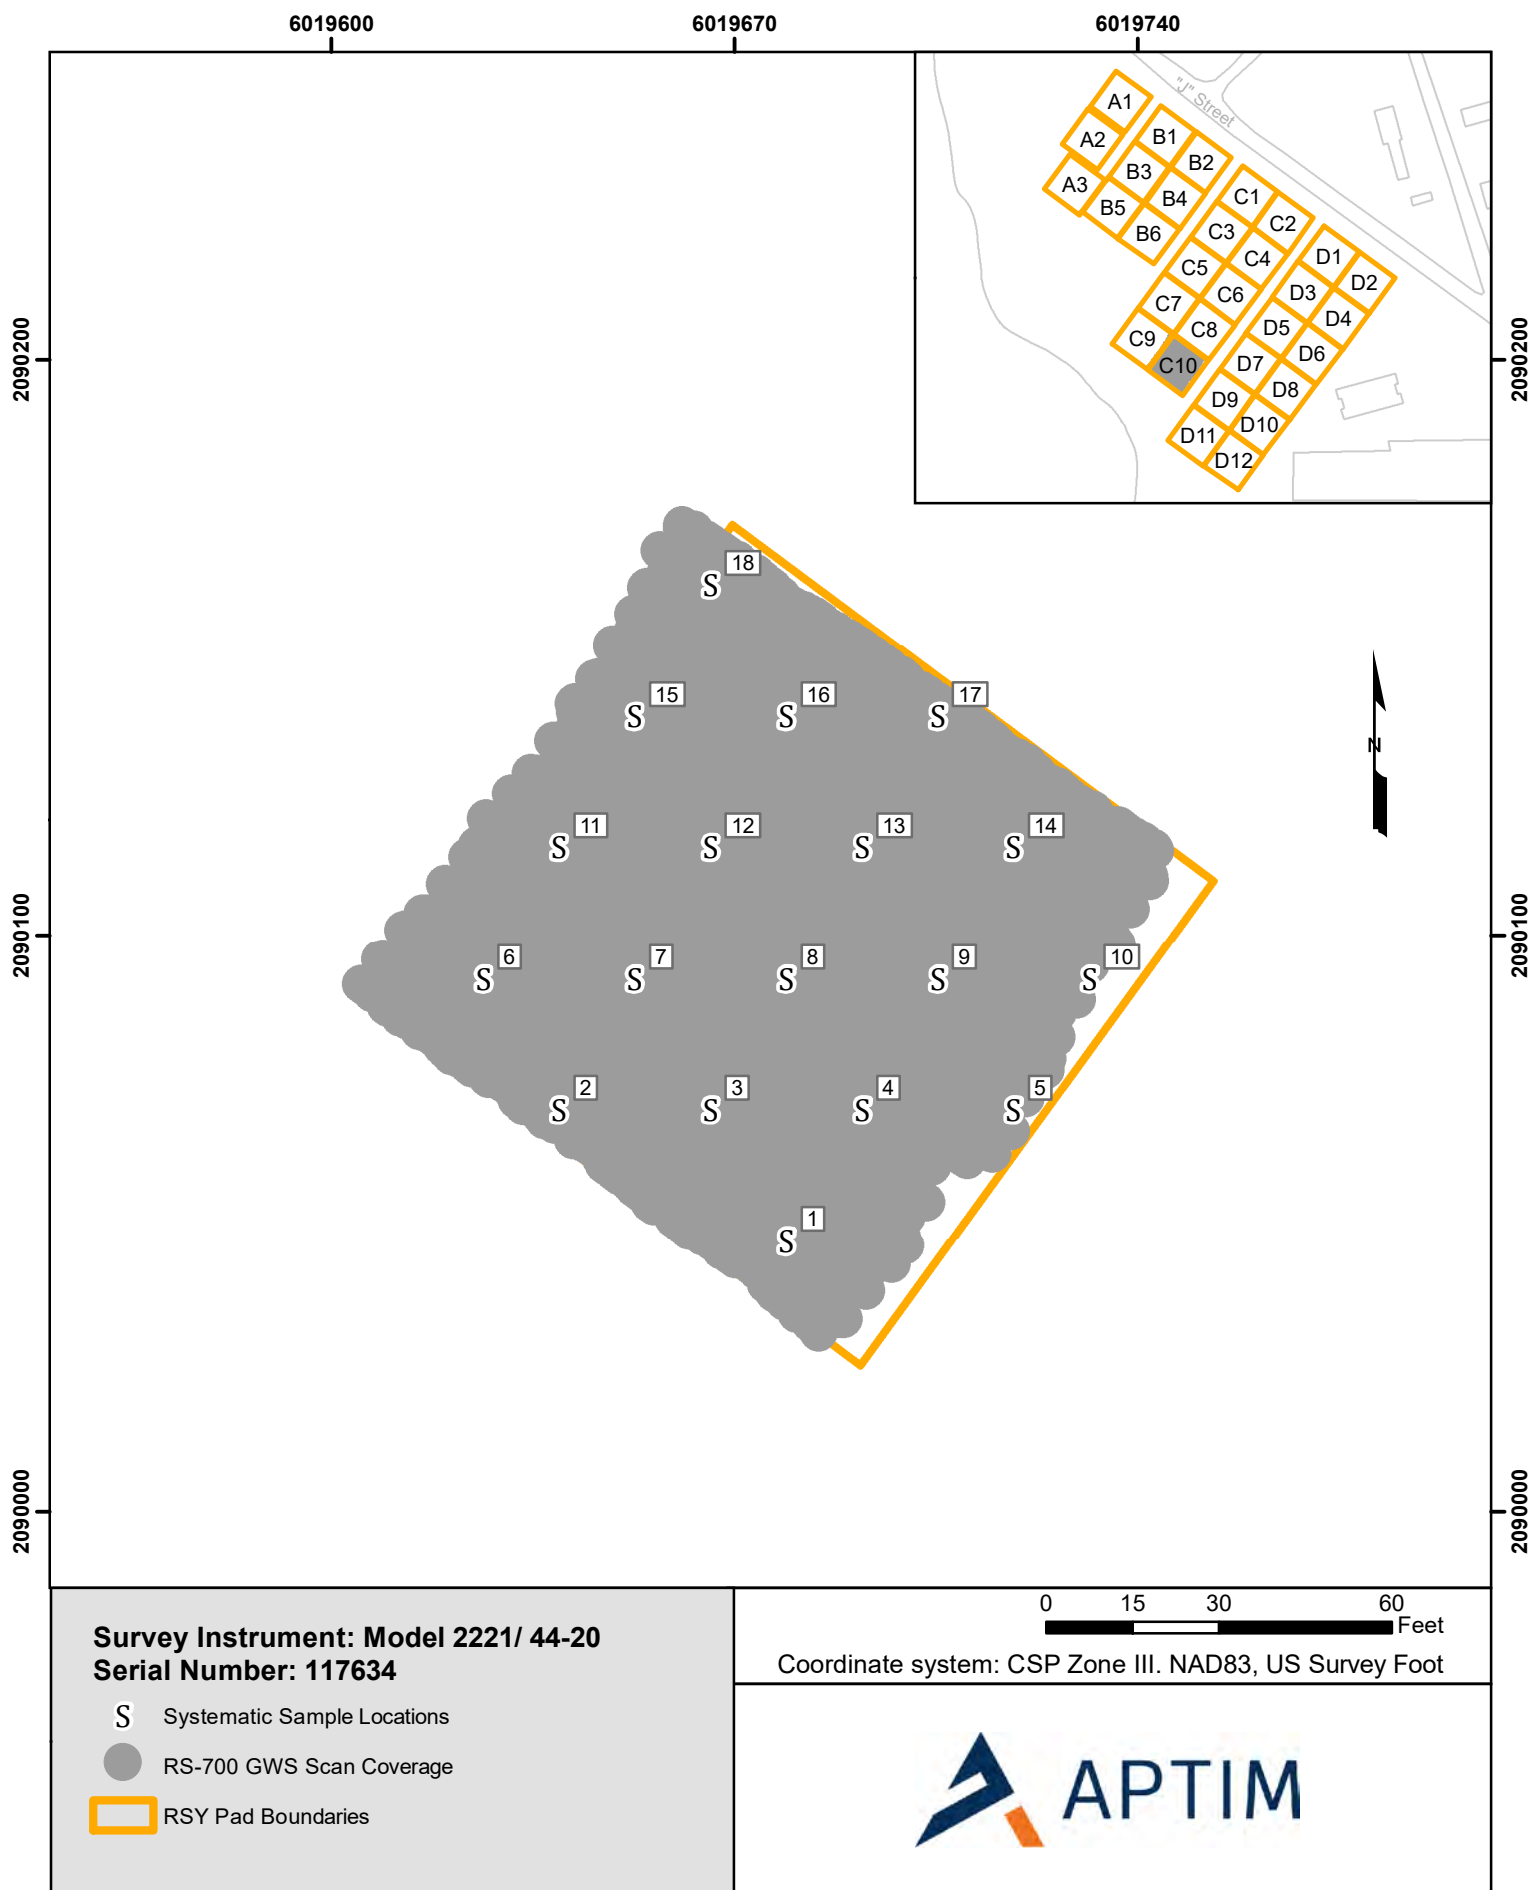 6019600 6019670 6019740
"J" Street
A1
A2
A3
B1
B2
B3
B4
B5
B6
C1
C2
C3
C4
C5
C6
C7
C8
C9
C10
D1
D2
D3
D4
D5
D6
D7
D8
D9
D10
D11
D12
2090200 2090200
S 18
S 15 S 16 S 17
N
S 11 S 12 S 13 S 14
2090100 2090100
S 6 S 7 S 8 S 9 S 10
S 2 S 3 S 4 S 5
S 1
2090000 2090000
Survey Instrument: Model 2221/ 44-20
Serial Number: 117634
S Systematic Sample Locations
RS-700 GWS Scan Coverage
RSY Pad Boundaries
0 15 30 60
Feet
Coordinate system: CSP Zone III. NAD83, US Survey Foot
APTIM